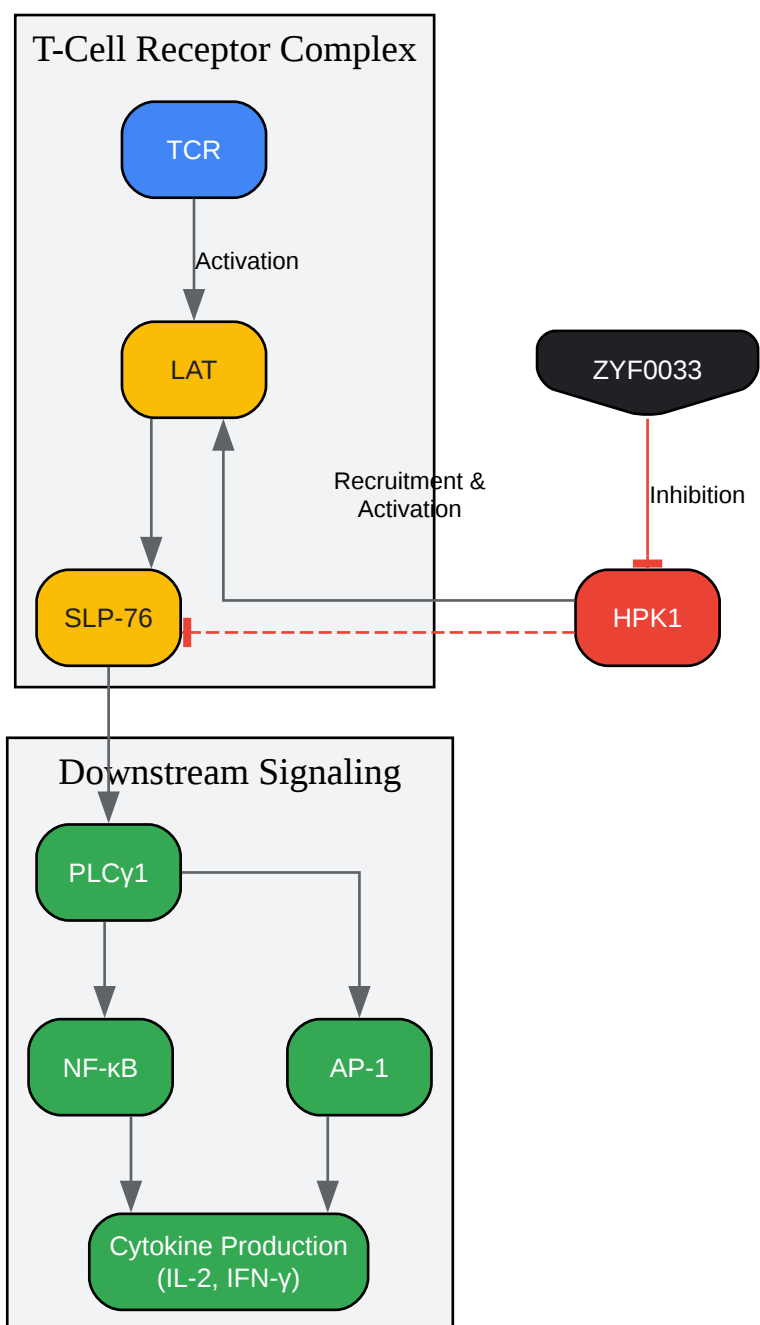 T-Cell Receptor Complex
TCR
Activation
LAT
ZYF0033
Recruitment &
Activation
Inhibition
SLP-76
HPK1
Downstream Signaling
PLCγ1
NF-κB
AP-1
Cytokine Production
(IL-2, IFN-γ)